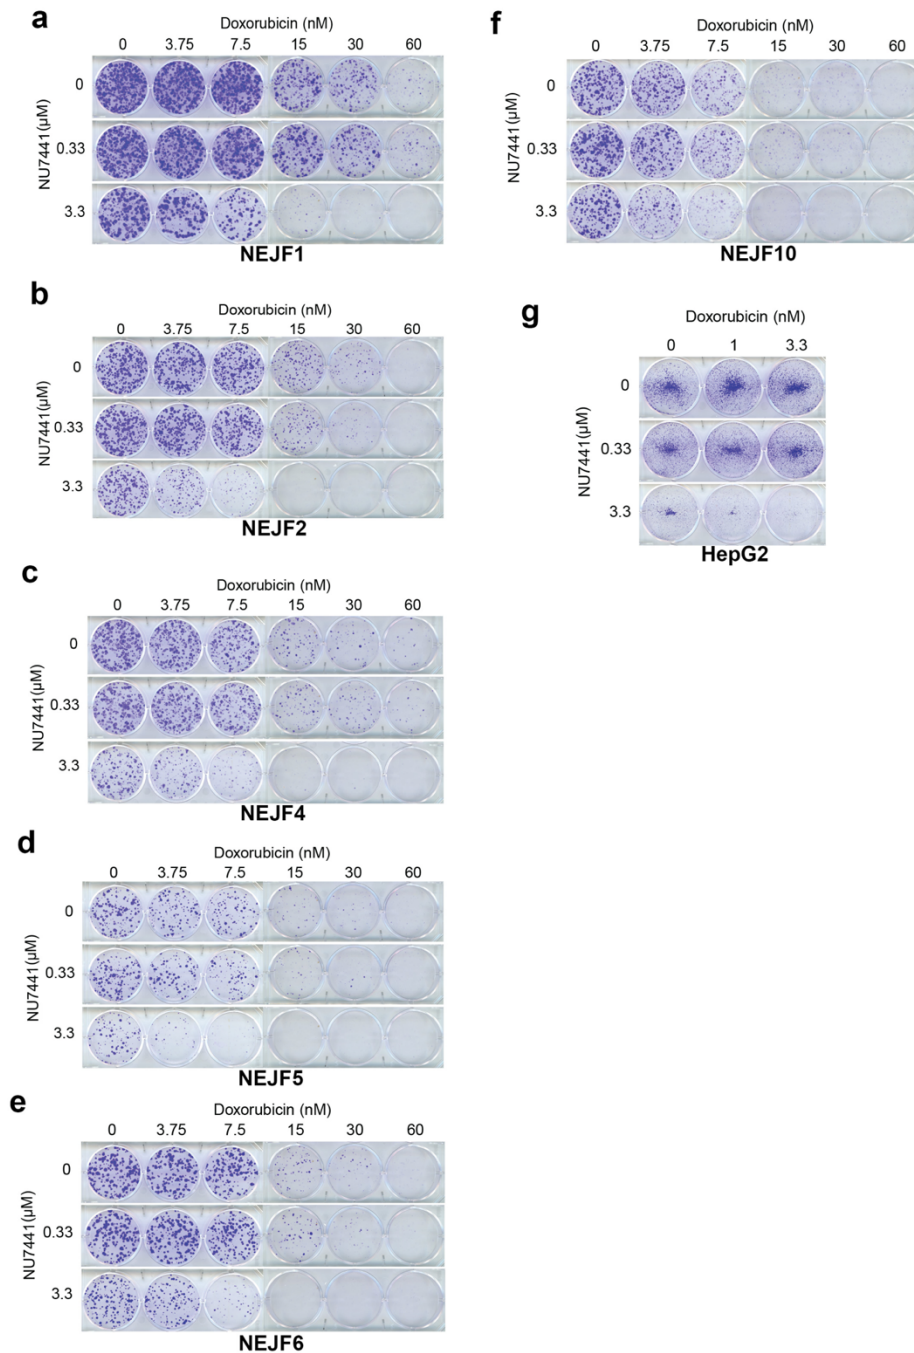 a
Doxorubicin (nM)
0 3.75 7.5 15 30 60
NU7441(µM)
0
0.33
3.3
NEJF1
b
Doxorubicin (nM)
0 3.75 7.5 15 30 60
NU7441(µM)
0
0.33
3.3
NEJF2
c
Doxorubicin (nM)
0 3.75 7.5 15 30 60
NU7441(µM)
0
0.33
3.3
NEJF4
d
Doxorubicin (nM)
0 3.75 7.5 15 30 60
NU7441(µM)
0
0.33
3.3
NEJF5
e
Doxorubicin (nM)
0 3.75 7.5 15 30 60
NU7441(µM)
0
0.33
3.3
NEJF6
f
Doxorubicin (nM)
0 3.75 7.5 15 30 60
NU7441(µM)
0
0.33
3.3
NEJF10
g
Doxorubicin (nM)
0 1 3.3
NU7441(µM)
0
0.33
3.3
HepG2